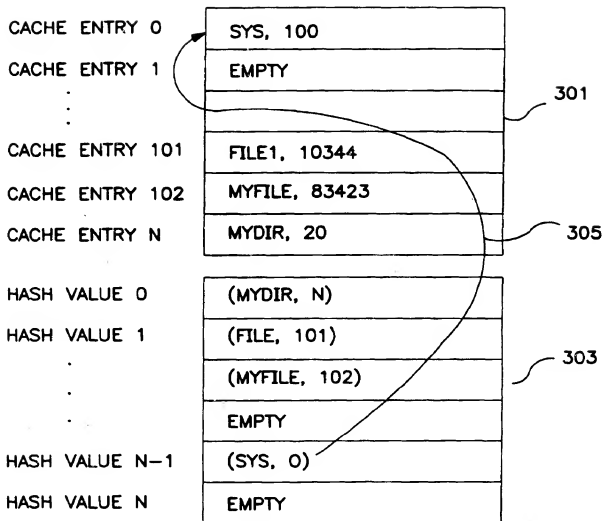 CACHE ENTRY 0 SYS, 100
CACHE ENTRY 1 EMPTY
301
CACHE ENTRY 101 FILE1, 10344
CACHE ENTRY 102 MYFILE, 83423
CACHE ENTRY N MYDIR, 20 305
HASH VALUE 0 (MYDIR, N)
HASH VALUE 1 (FILE, 101)
303
(MYFILE, 102)
EMPTY
HASH VALUE N-1 (SYS, 0)
HASH VALUE N EMPTY